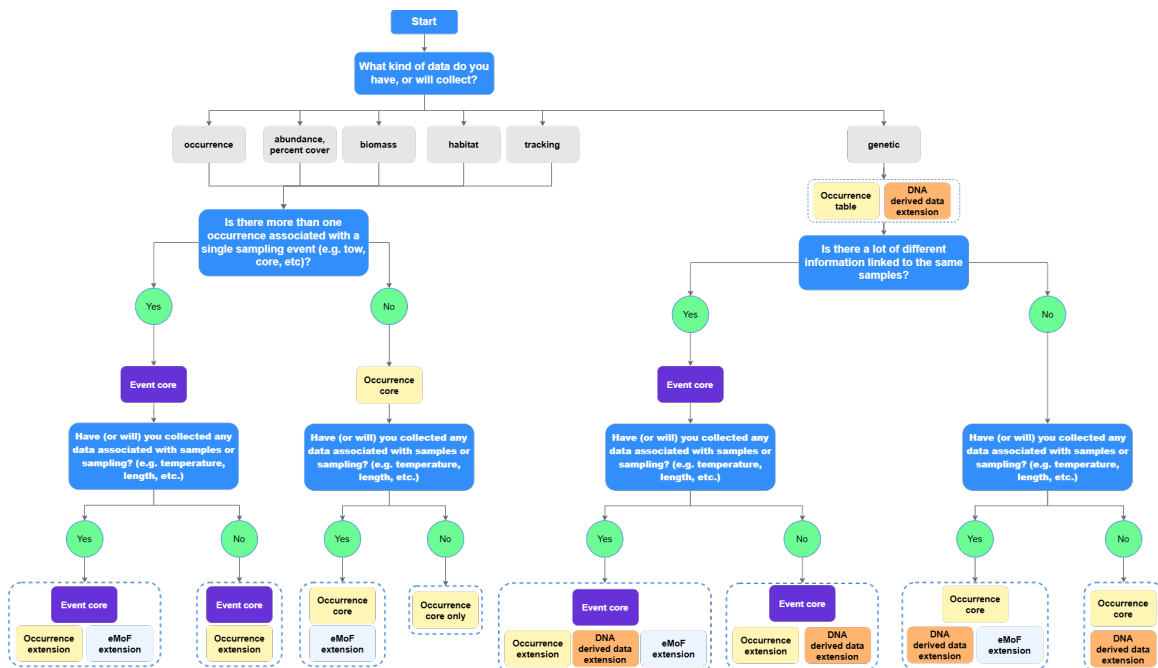 Start
What kind of data do you
have, or will collect?
occurrence
abundance,
percent cover
biomass
habitat
tracking
genetic
Occurrence
table
DNA
derived data
extension
Is there more than one
occurrence associated with a
single sampling event (e.g. tow,
core, etc)?
Is there a lot of different
information linked to the same
samples?
Yes
No
Yes
No
Event core
Occurrence
core
Event core
Have (or will) you collected any
data associated with samples or
sampling? (e.g. temperature,
length, etc.)
Have (or will) you collected any
data associated with samples or
sampling? (e.g. temperature,
length, etc.)
Have (or will) you collected any
data associated with samples or
sampling? (e.g. temperature,
length, etc.)
Have (or will) you collected any
data associated with samples or
sampling? (e.g. temperature,
length, etc.)
Yes
No
Yes
No
Yes
No
Yes
No
Event core
Occurrence
extension
eMoF
extension
Event core
Occurrence
extension
Occurrence
core
eMoF
extension
Occurrence
core only
Event core
Occurrence
extension
DNA
derived data
extension
eMoF
extension
Event core
Occurrence
extension
DNA
derived data
extension
Occurrence
core
DNA
derived data
extension
eMoF
extension
Occurrence
core
DNA
derived data
extension